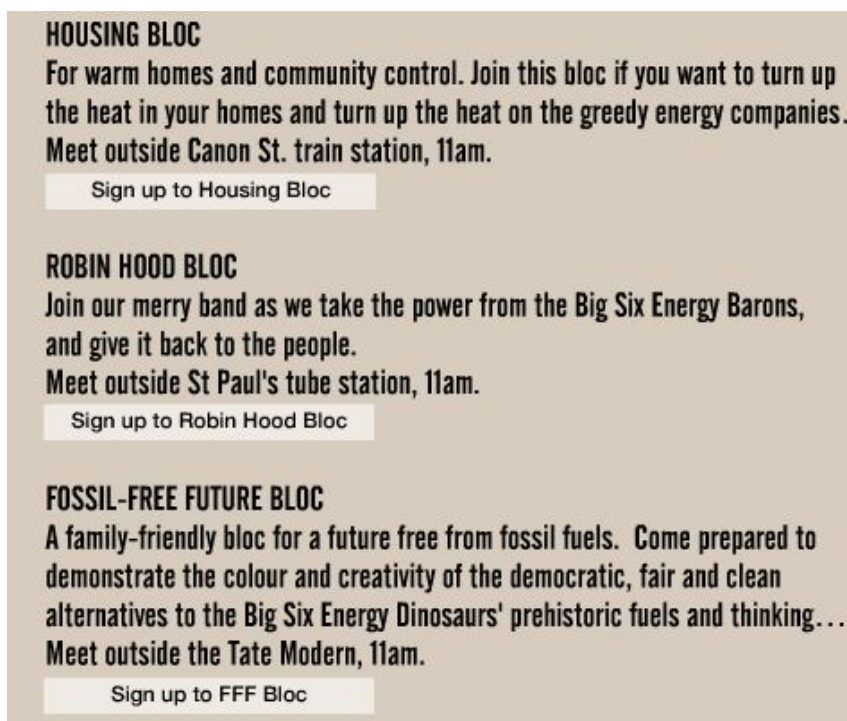 HOUSING BLOC
For warm homes and community control. Join this bloc if you want to turn up
the heat in your homes and turn up the heat on the greedy energy companies.
Meet outside Canon St. train station, 11am.
Sign up to Housing Bloc
ROBIN HOOD BLOC
Join our merry band as we take the power from the Big Six Energy Barons,
and give it back to the people.
Meet outside St Paul's tube station, 11am.
Sign up to Robin Hood Bloc
FOSSIL-FREE FUTURE BLOC
A family-friendly bloc for a future free from fossil fuels.  Come prepared to
demonstrate the colour and creativity of the democratic, fair and clean
alternatives to the Big Six Energy Dinosaurs' prehistoric fuels and thinking...
Meet outside the Tate Modern, 11am.
Sign up to FFF Bloc